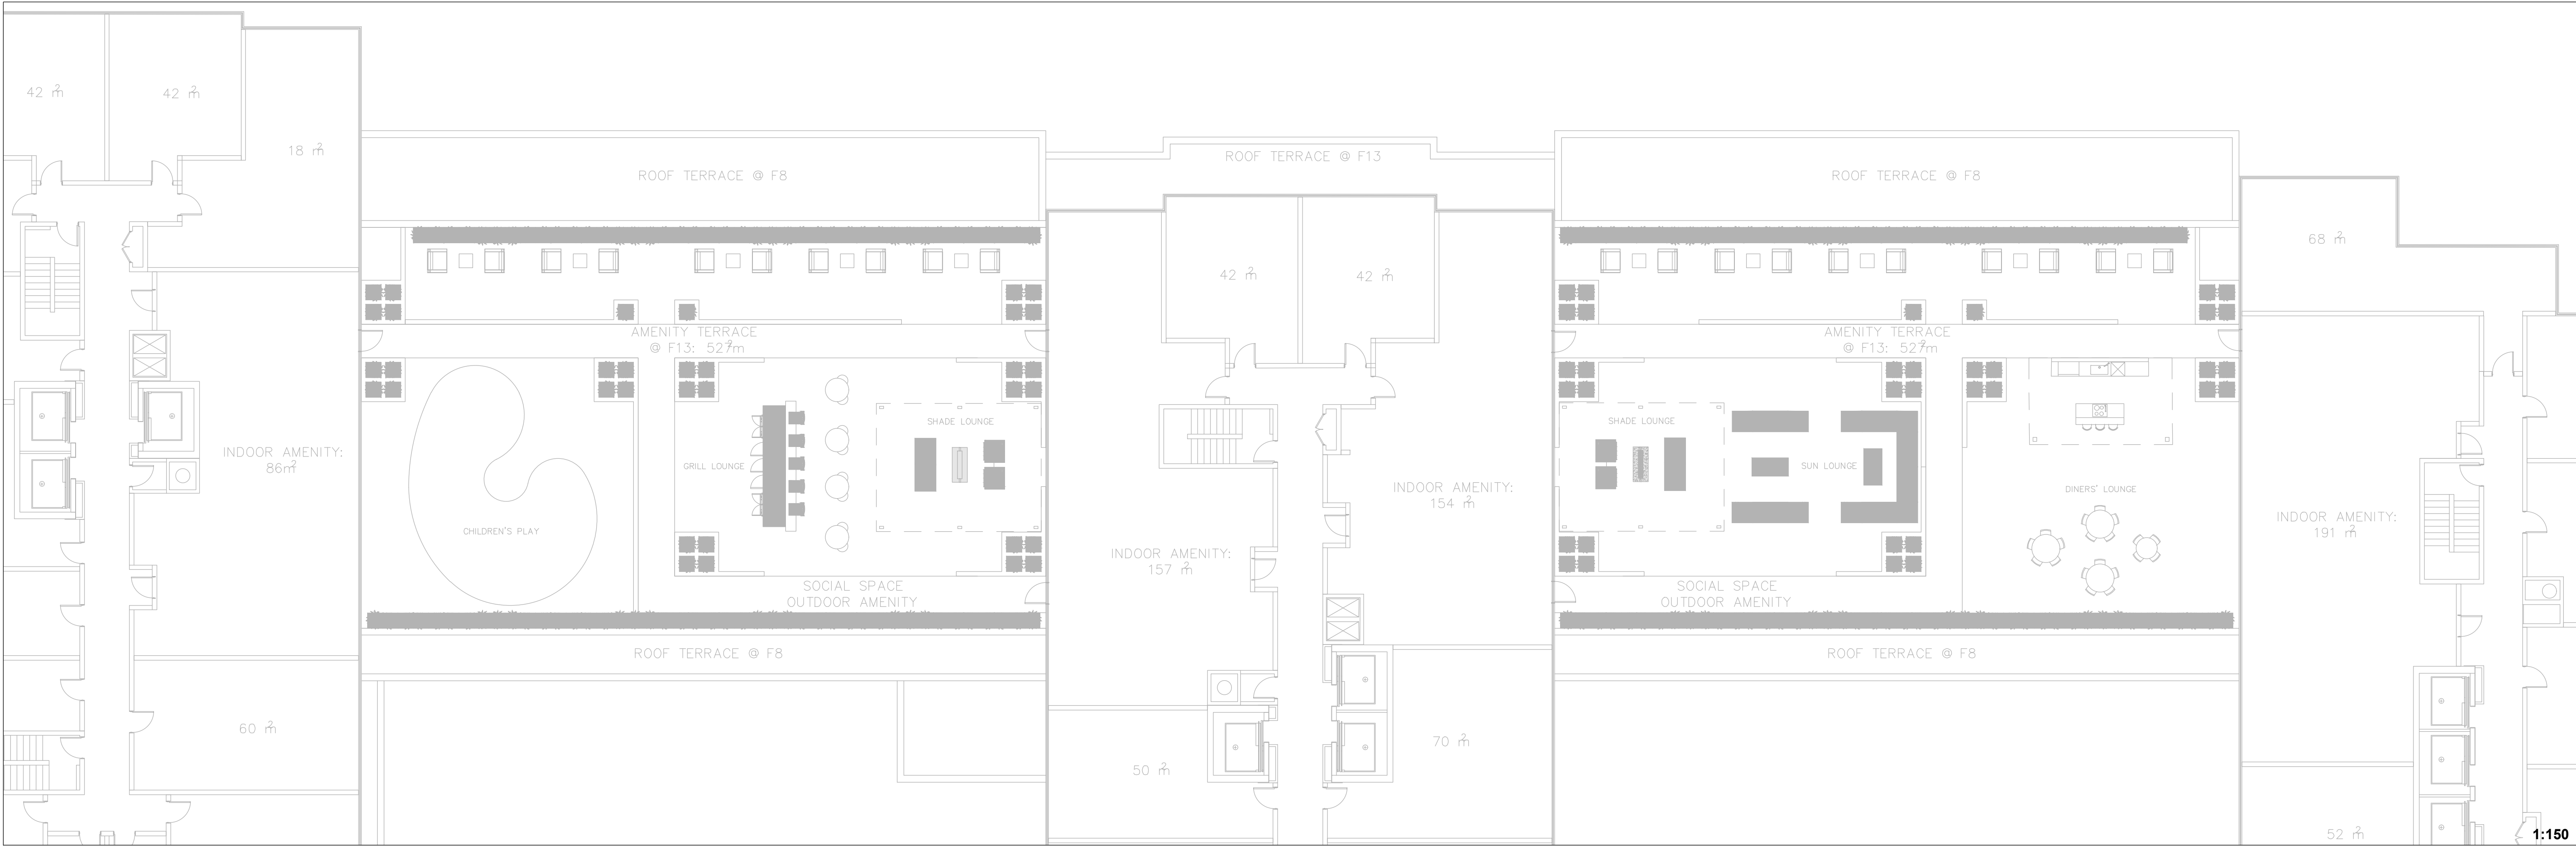 42 m²
42 m²
18 m²
ROOF TERRACE @ F8
ROOF TERRACE @ F13
ROOF TERRACE @ F8
68 m²
42 m²
42 m²
AMENITY TERRACE
@ F13: 527m²
AMENITY TERRACE
@ F13: 527m²
INDOOR AMENITY:
86m²
CHILDREN'S PLAY
GRILL LOUNGE
SHADE LOUNGE
INDOOR AMENITY:
157 m²
INDOOR AMENITY:
154 m²
SHADE LOUNGE
SUN LOUNGE
DINERS' LOUNGE
INDOOR AMENITY:
191 m²
SOCIAL SPACE
OUTDOOR AMENITY
SOCIAL SPACE
OUTDOOR AMENITY
ROOF TERRACE @ F8
ROOF TERRACE @ F8
60 m²
50 m²
70 m²
52 m²
1:150